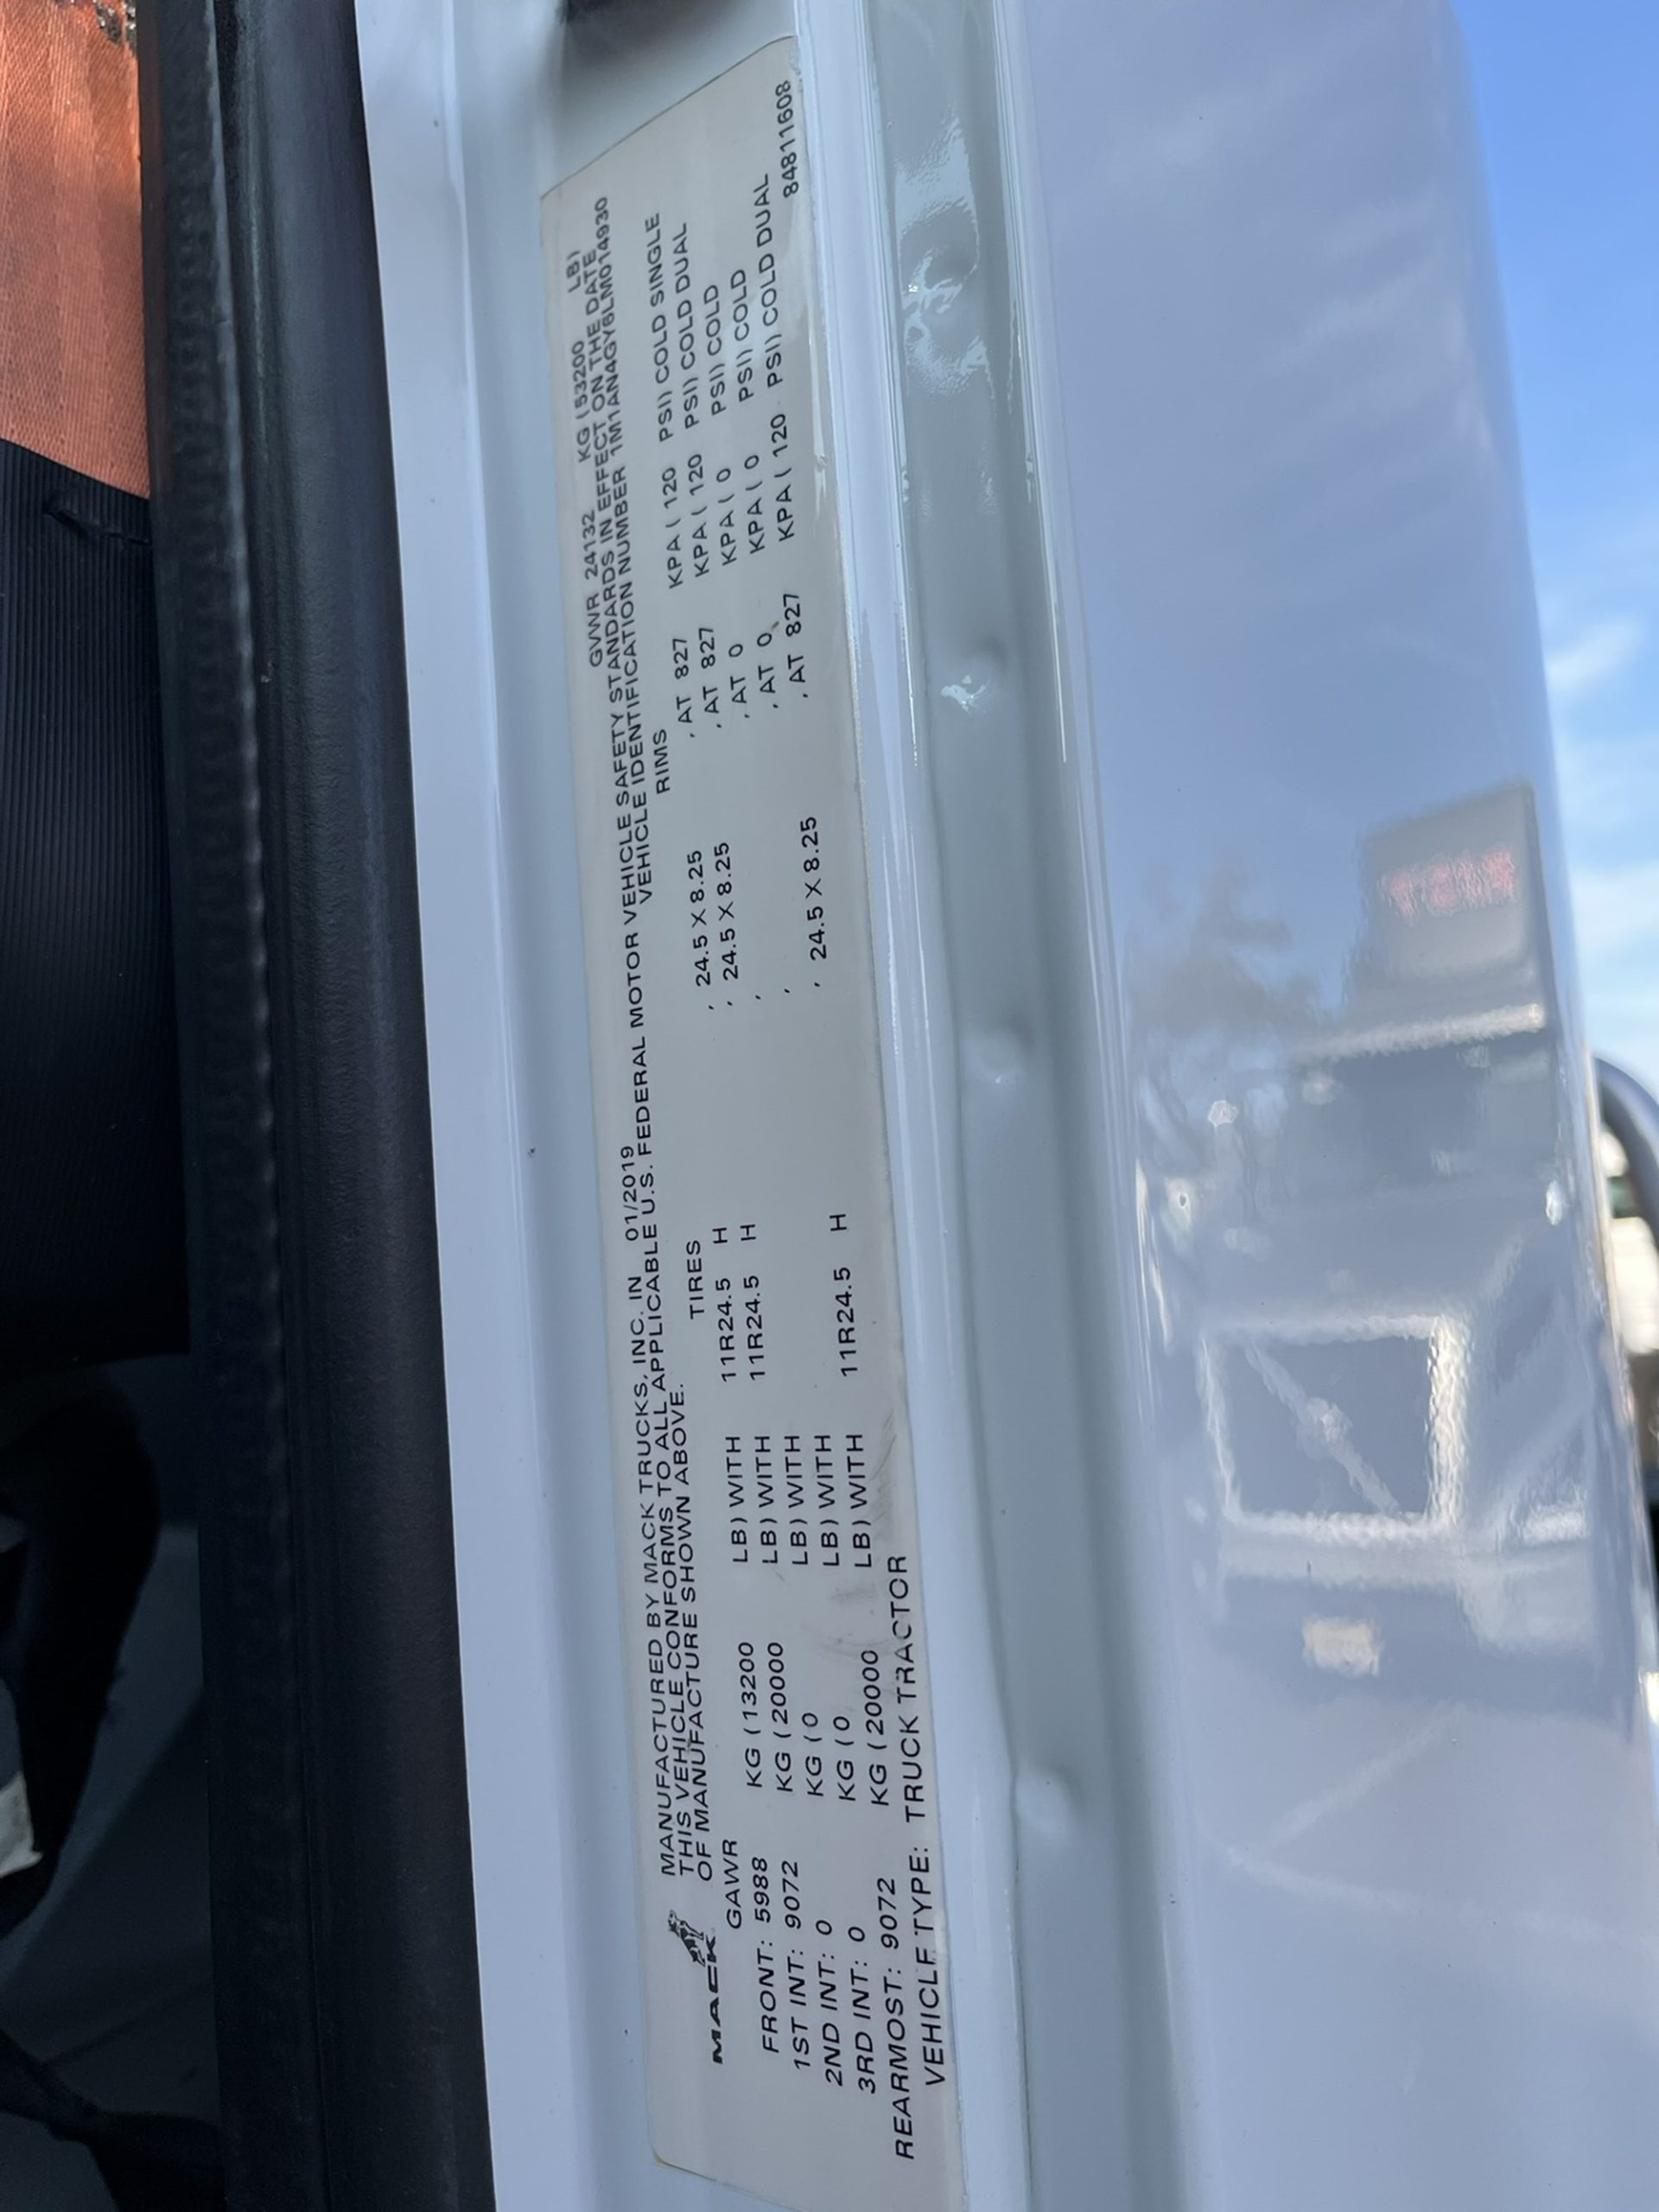 MACK
MANUFACTURED BY MACK TRUCKS, INC. IN 01/2019 GVWR 24132 KG (53200 LB)
THIS VEHICLE CONFORMS TO ALL APPLICABLE U.S. FEDERAL MOTOR VEHICLE SAFETY STANDARDS IN EFFECT ON THE DATE
OF MANUFACTURE SHOWN ABOVE. VEHICLE IDENTIFICATION NUMBER 1M1AN4GY6LM014930
GAWR TIRES RIMS
FRONT: 5988 KG (13200 LB) WITH 11R24.5 H , 24.5 X 8.25 , AT 827 KPA ( 120 PSI) COLD SINGLE
1ST INT: 9072 KG (20000 LB) WITH 11R24.5 H , 24.5 X 8.25 , AT 827 KPA ( 120 PSI) COLD DUAL
2ND INT: 0 KG (0 LB) WITH , , AT 0 KPA ( 0 PSI) COLD
3RD INT: 0 KG (0 LB) WITH , , AT 0 KPA ( 0 PSI) COLD
REARMOST: 9072 KG (20000 LB) WITH 11R24.5 H , 24.5 X 8.25 , AT 827 KPA ( 120 PSI) COLD DUAL
VEHICLE TYPE: TRUCK TRACTOR 84811608